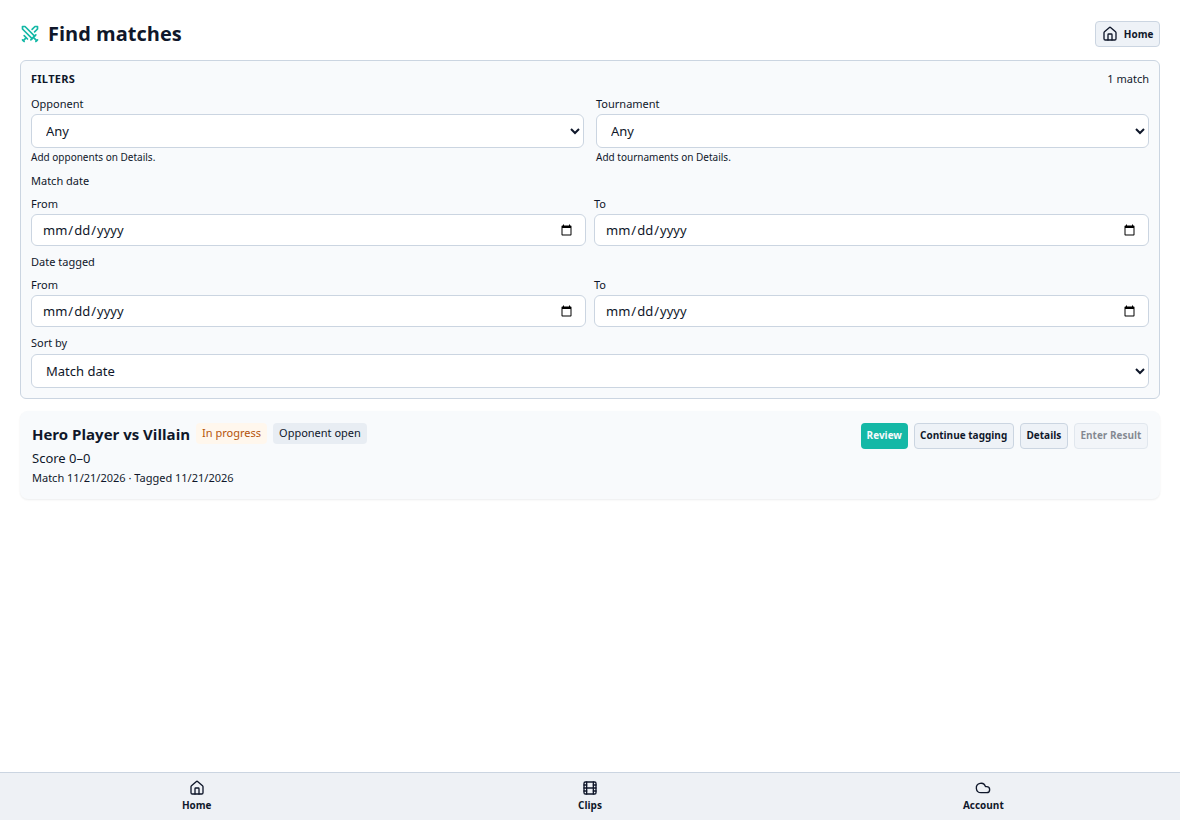 Find matches
Home
FILTERS
1 match
Opponent
Tournament
Any
Any
Add opponents on Details.
Add tournaments on Details.
Match date
From
To
mm/dd/yyyy
mm/dd/yyyy
Date tagged
From
To
mm/dd/yyyy
mm/dd/yyyy
Sort by
Match date
Hero Player vs Villain
In progress
Opponent open
Review
Continue tagging
Details
Enter Result
Score 0–0
Match 11/21/2026 · Tagged 11/21/2026
Home
Clips
Account